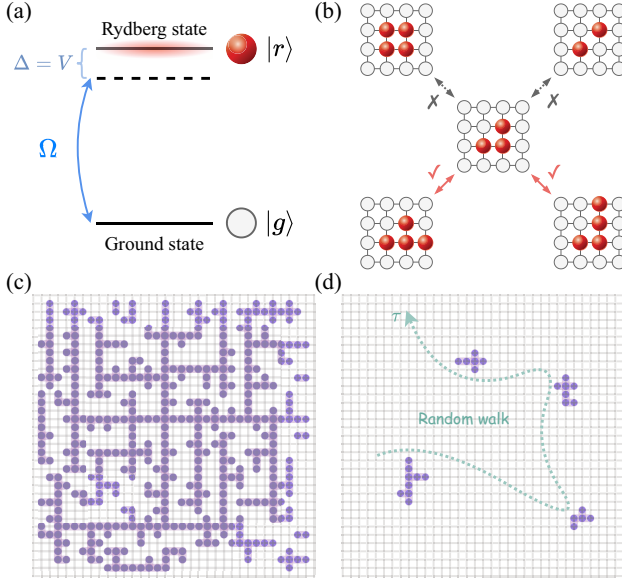 (a)
Rydberg state
|r⟩
Δ = V
Ω
|g⟩
Ground state
(b)
✗
✗
✓
✓
(c)
(d)
τ
Random walk